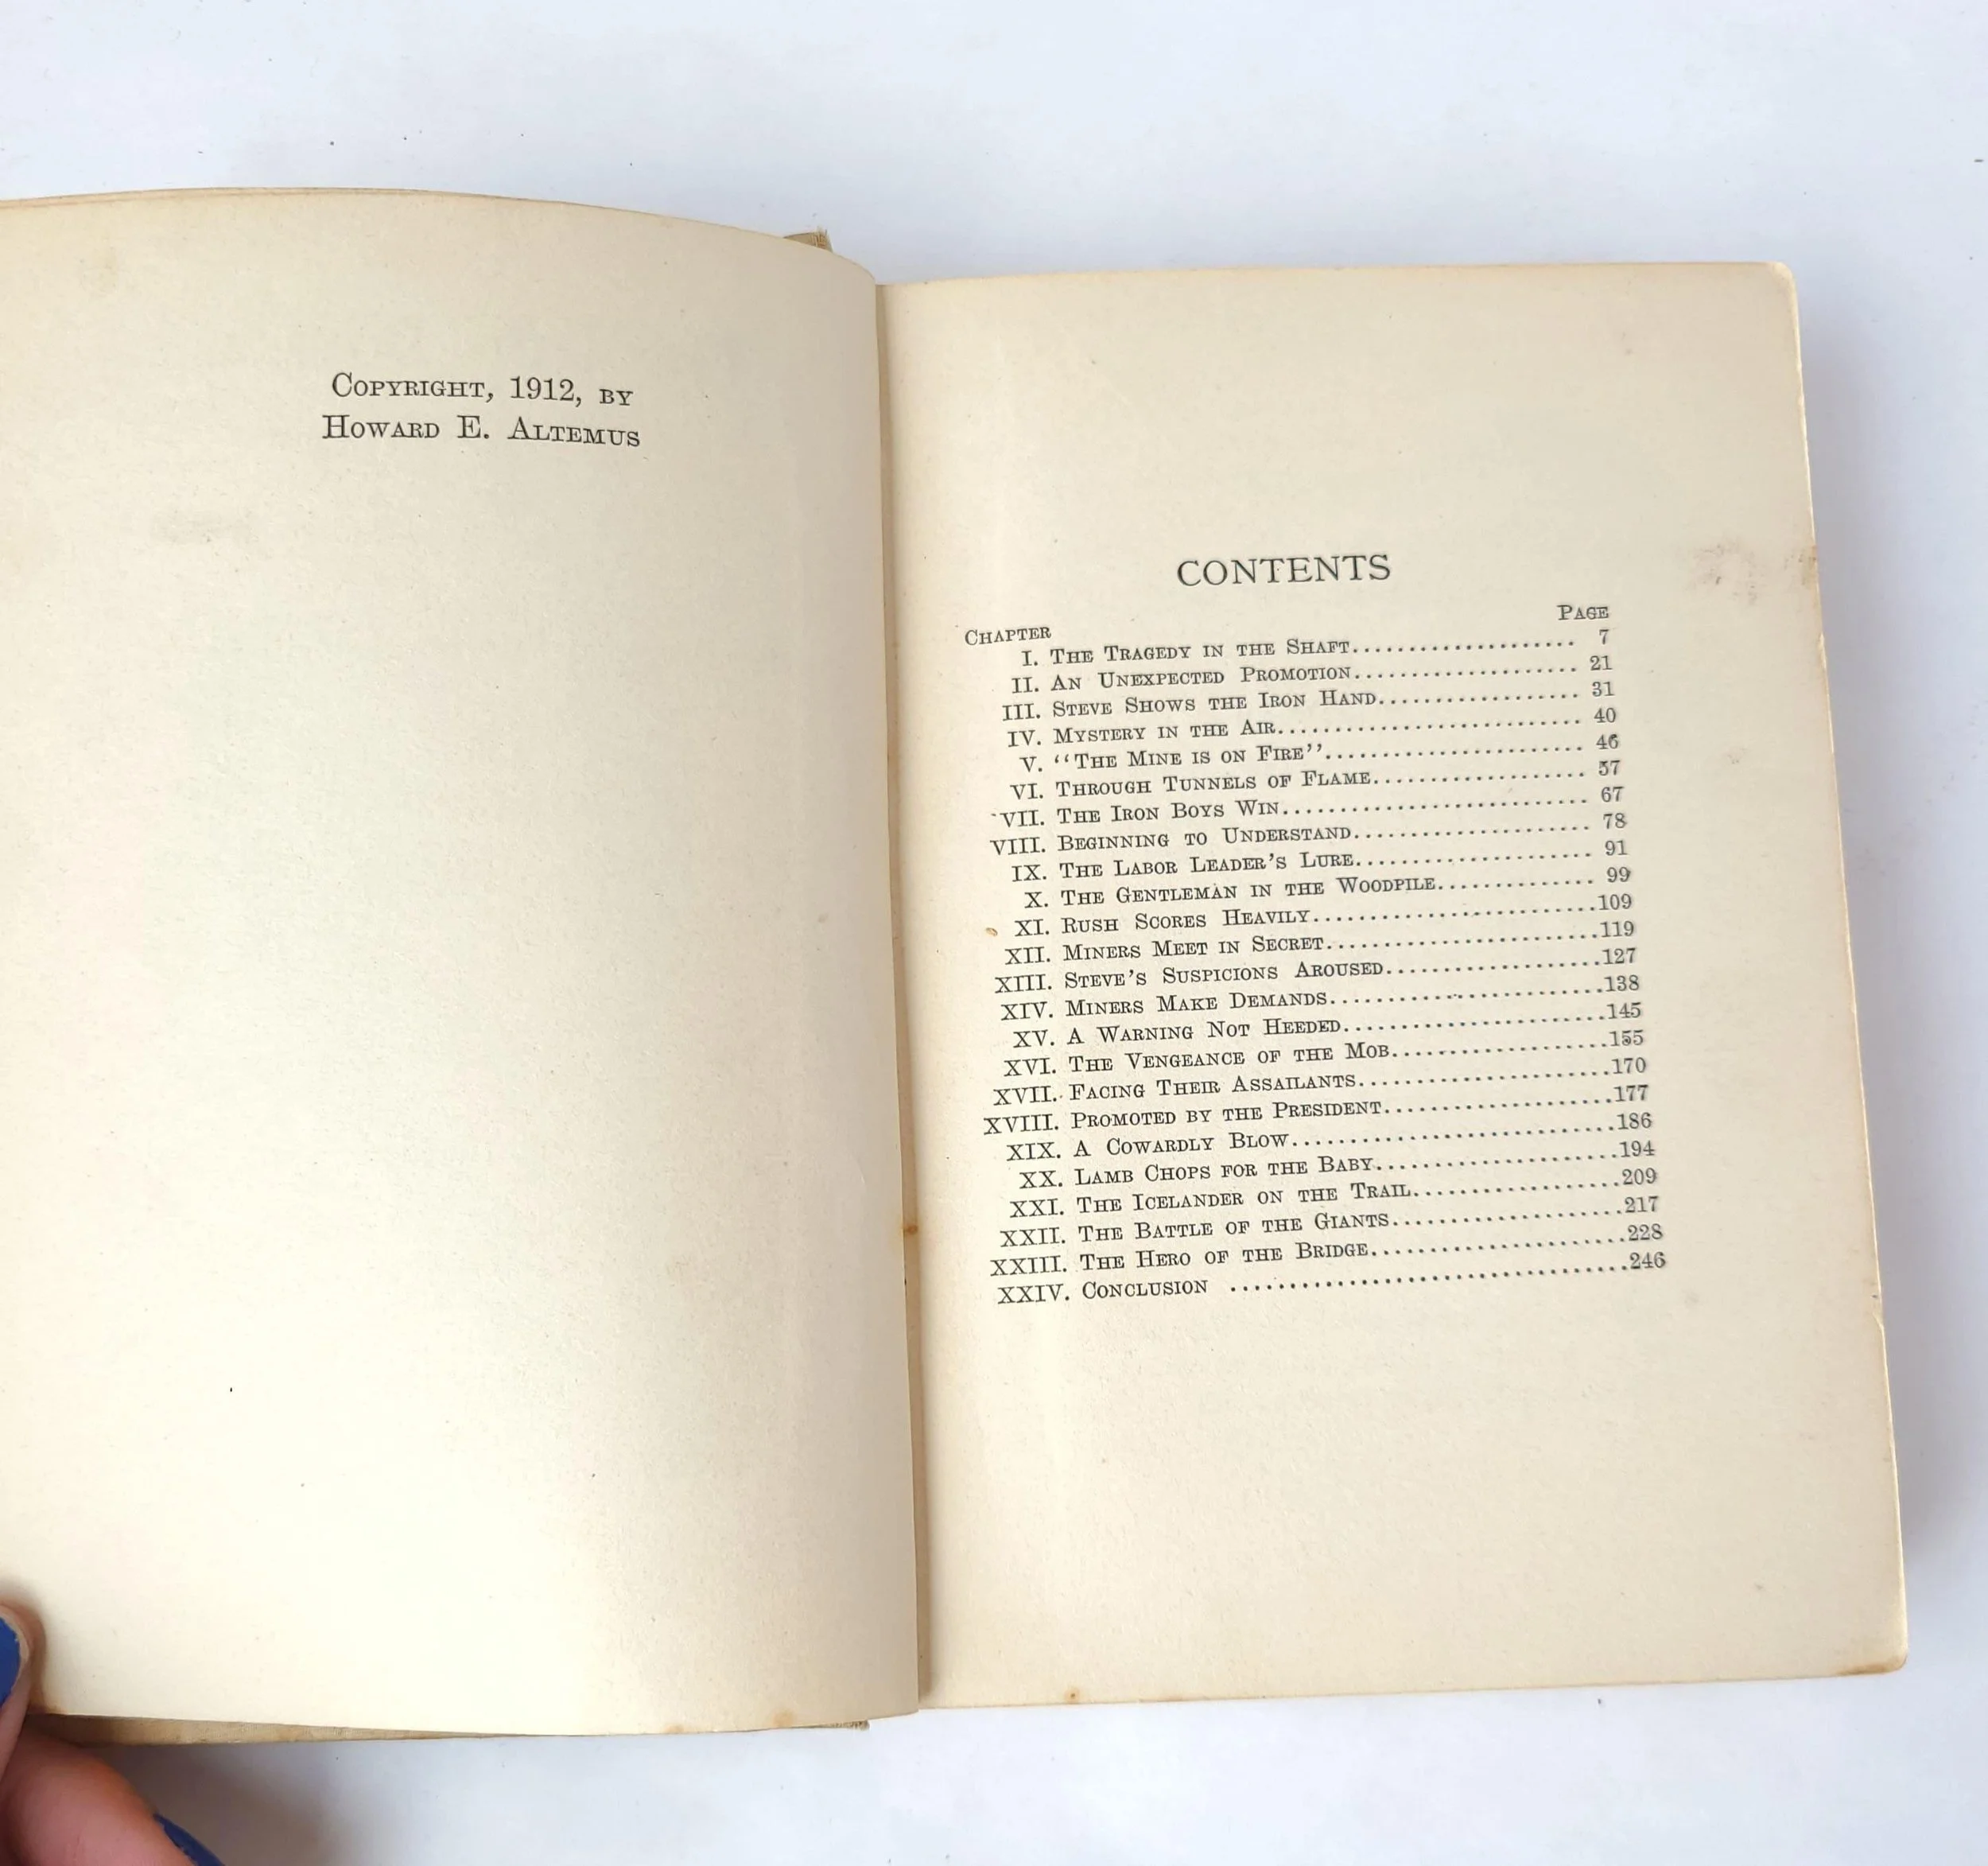 Copyright, 1912, by
Howard E. Altemus
CONTENTS
Chapter Page
I. The Tragedy in the Shaft.................... 7
II. An Unexpected Promotion.................... 21
III. Steve Shows the Iron Hand.................. 31
IV. Mystery in the Air.......................... 40
V. “The Mine is on Fire”....................... 46
VI. Through Tunnels of Flame................... 57
VII. The Iron Boys Win........................... 67
VIII. Beginning to Understand..................... 78
IX. The Labor Leader’s Lure..................... 91
X. The Gentleman in the Woodpile.............. 99
XI. Rush Scores Heavily.........................109
XII. Miners Meet in Secret........................119
XIII. Steve’s Suspicions Aroused...................127
XIV. Miners Make Demands........................138
XV. A Warning Not Heeded.......................145
XVI. The Vengeance of the Mob...................155
XVII. Facing Their Assailants......................170
XVIII. Promoted by the President....................177
XIX. A Cowardly Blow............................186
XX. Lamb Chops for the Baby.....................194
XXI. The Icelander on the Trail...................209
XXII. The Battle of the Giants.....................217
XXIII. The Hero of the Bridge.......................228
XXIV. Conclusion ..................................246